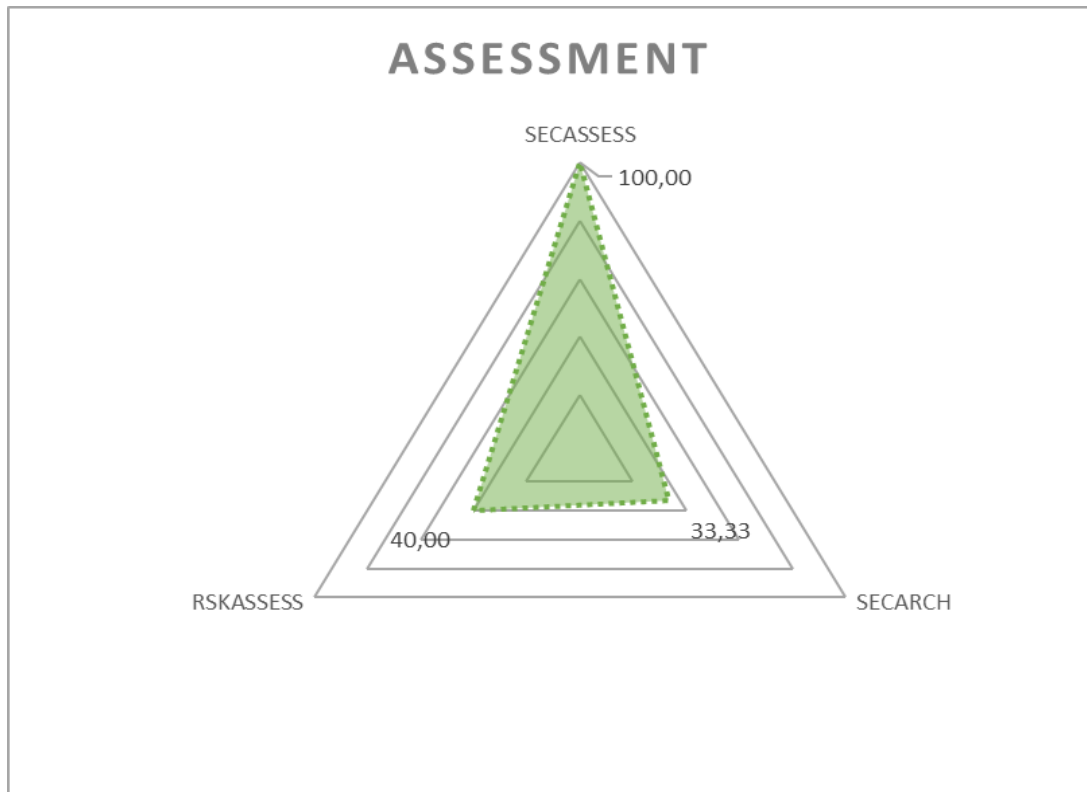 ASSESSMENT
SECASSESS
100,00
40,00
33,33
RSKASSESS
SECARCH